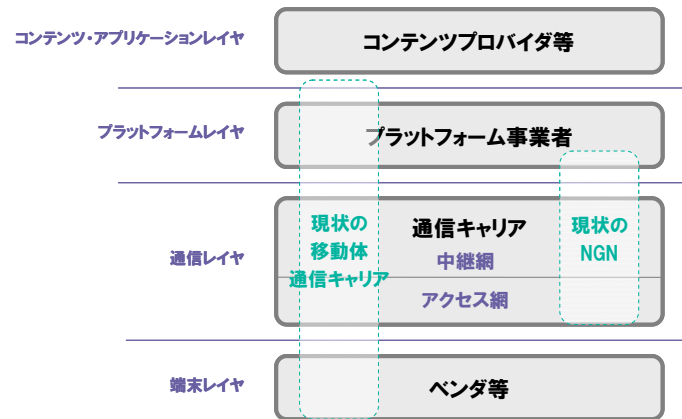 コンテンツ・アプリケーションレイヤ
コンテンツプロバイダ等
プラットフォームレイヤ
プラットフォーム事業者
通信レイヤ
現状の
移動体
通信キャリア
通信キャリア
中継網
アクセス網
現状の
NGN
端末レイヤ
ベンダ等